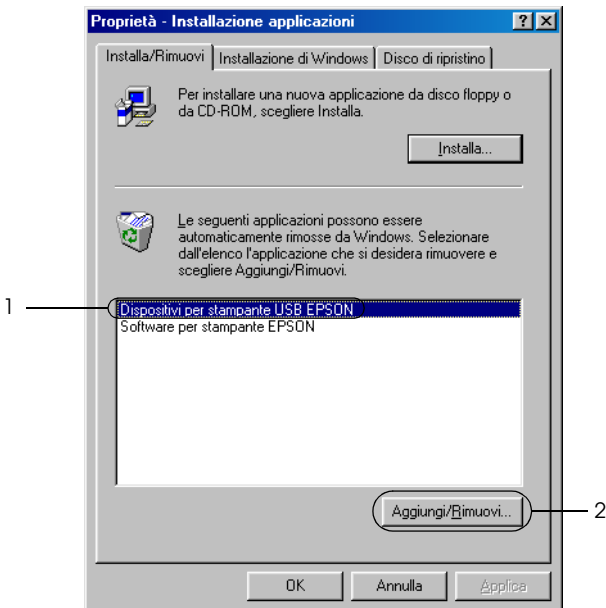 Proprietà - Installazione applicazioni
Installa/Rimuovi
Installazione di Windows
Disco di ripristino
Per installare una nuova applicazione da disco floppy o
da CD-ROM, scegliere Installa.
Installa...
Le seguenti applicazioni possono essere
automaticamente rimosse da Windows. Selezionare
dall'elenco l'applicazione che si desidera rimuovere e
scegliere Aggiungi/Rimuovi.
1
Dispositivi per stampante USB EPSON
Software per stampante EPSON
Aggiungi/Rimuovi...
2
OK
Annulla
Applica